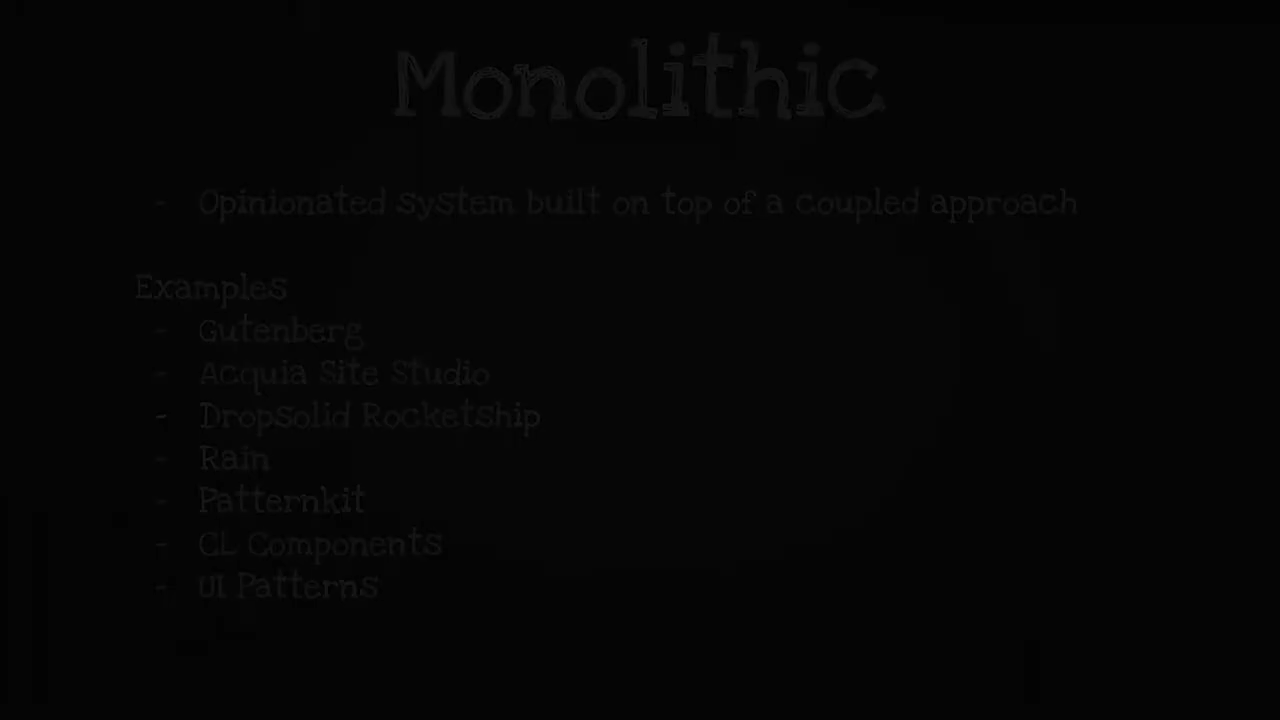 Monolithic
- Opinionated system built on top of a coupled approach
Examples
- Gutenberg
- Acquia Site Studio
- Dropsolid Rocketship
- Rain
- Patternkit
- CL Components
- UI Patterns